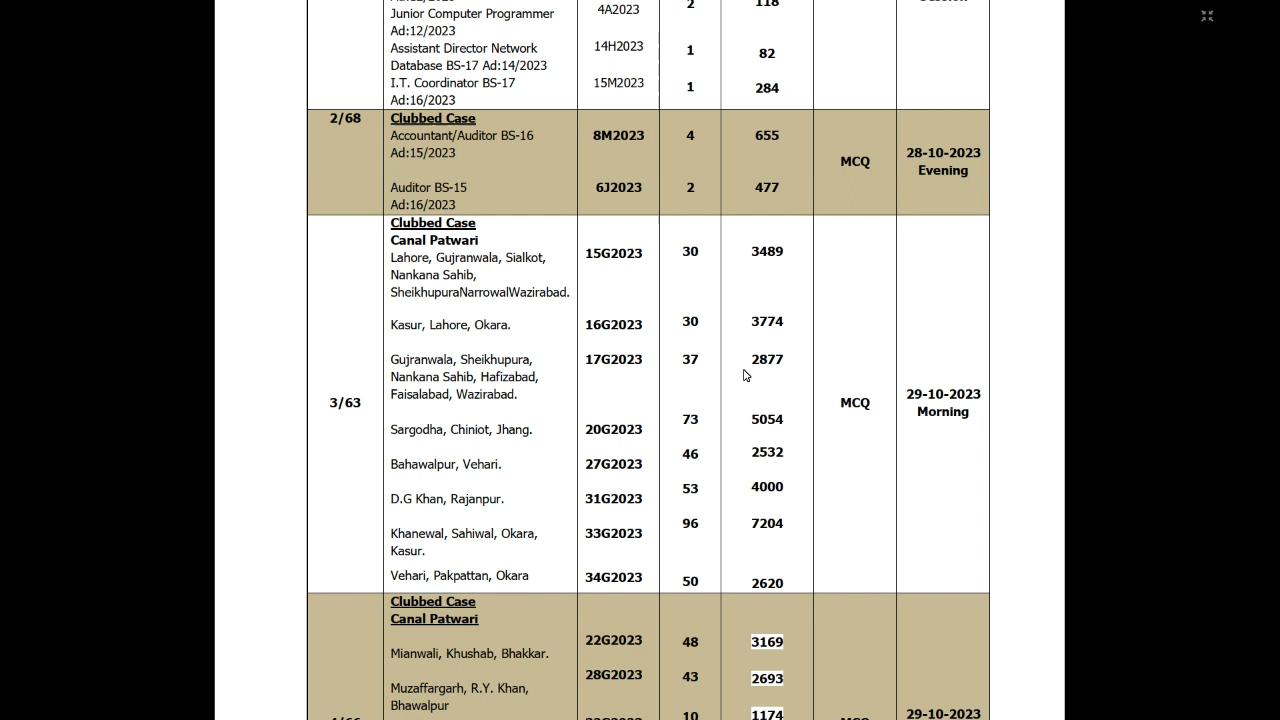 Junior Computer Programmer 4A2023 2 118
Ad:12/2023
Assistant Director Network 14H2023 1 82
Database BS-17 Ad:14/2023
I.T. Coordinator BS-17 15M2023 1 284
Ad:16/2023
2/68 Clubbed Case
Accountant/Auditor BS-16 8M2023 4 655
Ad:15/2023
MCQ 28-10-2023
Evening
Auditor BS-15 6J2023 2 477
Ad:16/2023
Clubbed Case
Canal Patwari
Lahore, Gujranwala, Sialkot, 15G2023 30 3489
Nankana Sahib,
SheikhupuraNarrowalWazirabad.
Kasur, Lahore, Okara. 16G2023 30 3774
Gujranwala, Sheikhupura, 17G2023 37 2877
Nankana Sahib, Hafizabad,
Faisalabad, Wazirabad.
3/63 MCQ 29-10-2023
Morning
Sargodha, Chiniot, Jhang. 20G2023 73 5054
Bahawalpur, Vehari. 27G2023 46 2532
D.G Khan, Rajanpur. 31G2023 53 4000
Khanewal, Sahiwal, Okara, 33G2023 96 7204
Kasur.
Vehari, Pakpattan, Okara 34G2023 50 2620
Clubbed Case
Canal Patwari
Mianwali, Khushab, Bhakkar. 22G2023 48 3169
Muzaffargarh, R.Y. Khan, 28G2023 43 2693
Bhawalpur
10 1174 29-10-2023